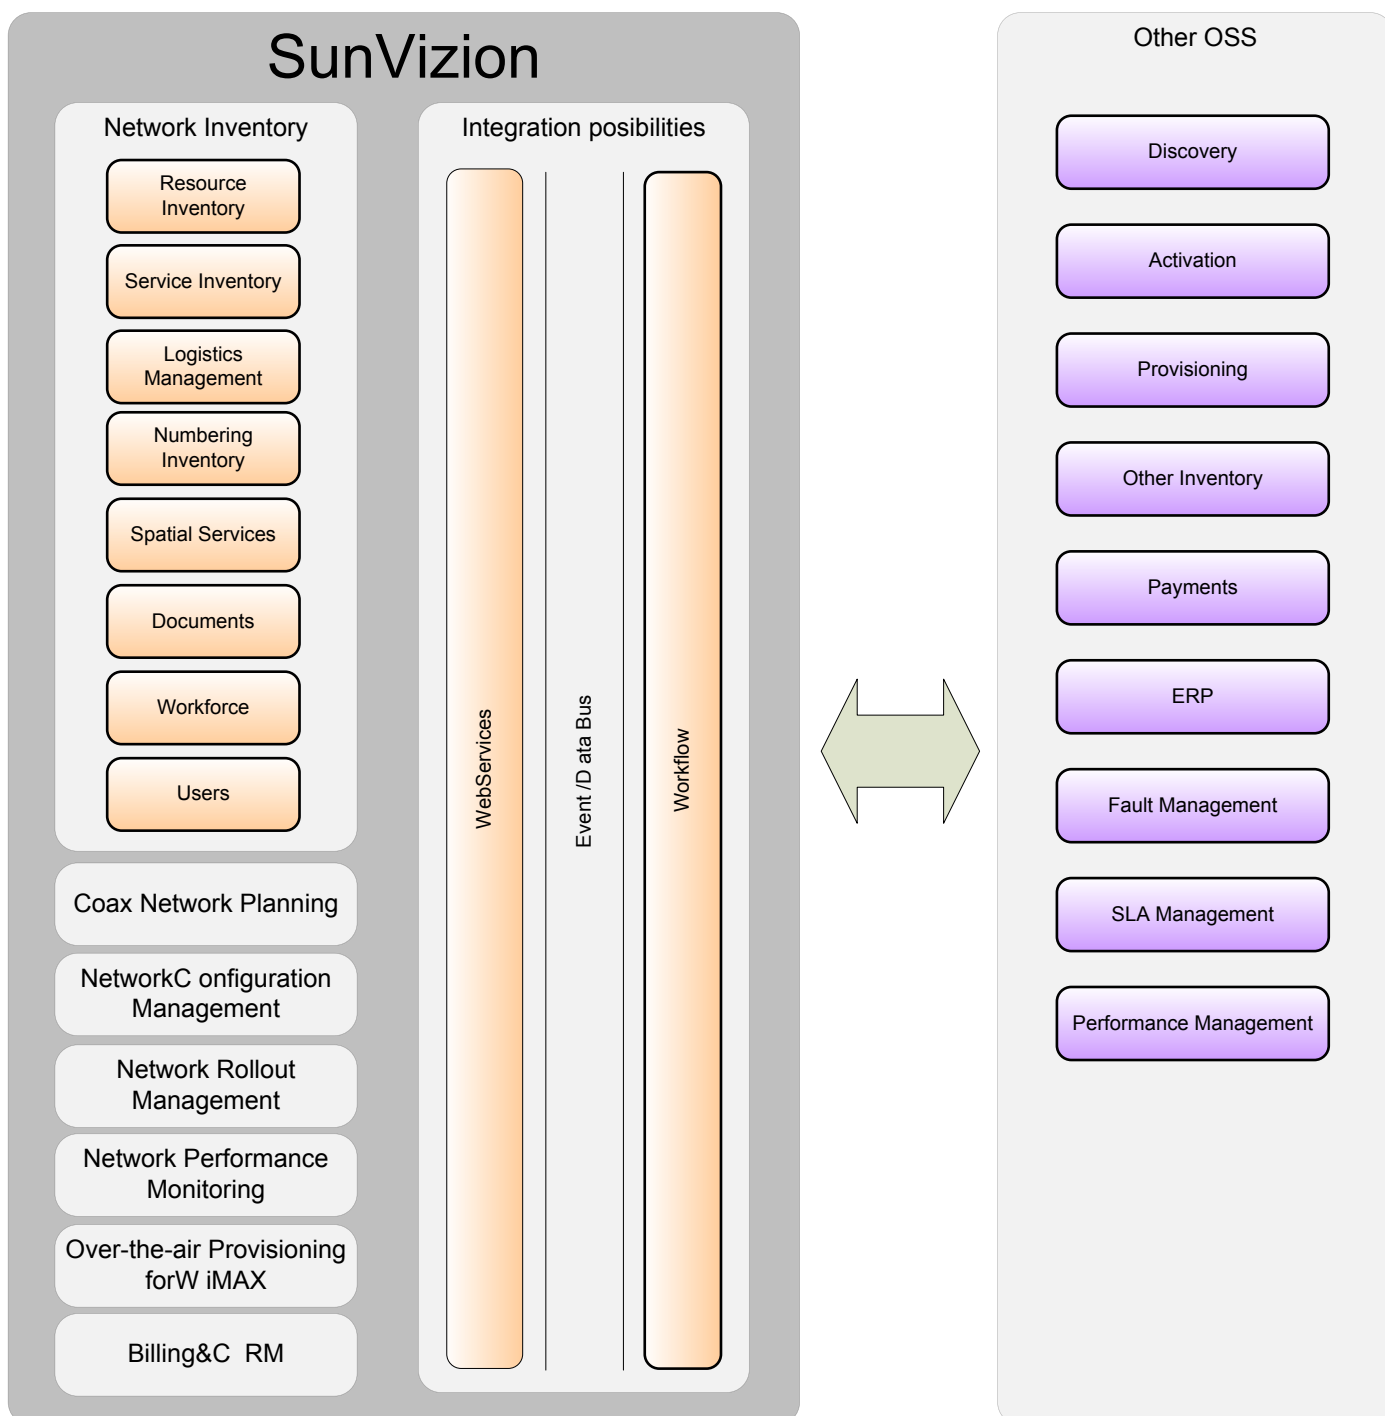 SunVizion
Network Inventory
Resource
Inventory
Service Inventory
Logistics
Management
Numbering
Inventory
Spatial Services
Documents
Workforce
Users
Coax Network Planning
NetworkC onfiguration
Management
Network Rollout
Management
Network Performance
Monitoring
Over-the-air Provisioning
forW iMAX
Billing&C RM
Integration posibilities
WebServices
Event /D ata Bus
Workflow
Other OSS
Discovery
Activation
Provisioning
Other Inventory
Payments
ERP
Fault Management
SLA Management
Performance Management